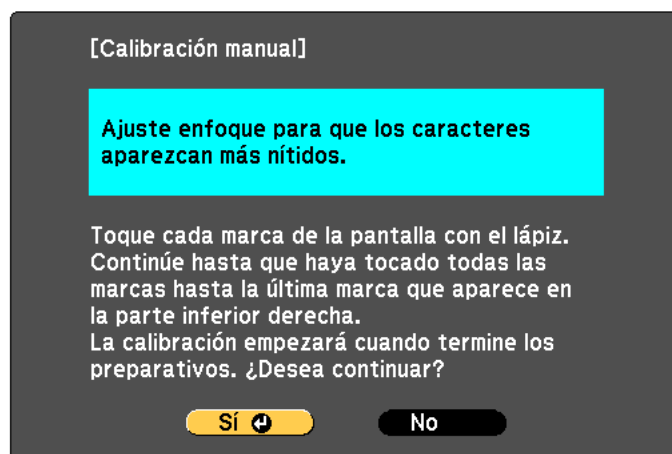 [Calibración manual]
Ajuste enfoque para que los caracteres
aparezcan más nítidos.
Toque cada marca de la pantalla con el lápiz.
Continúe hasta que haya tocado todas las
marcas hasta la última marca que aparece en
la parte inferior derecha.
La calibración empezará cuando termine los
preparativos. ¿Desea continuar?
Sí No